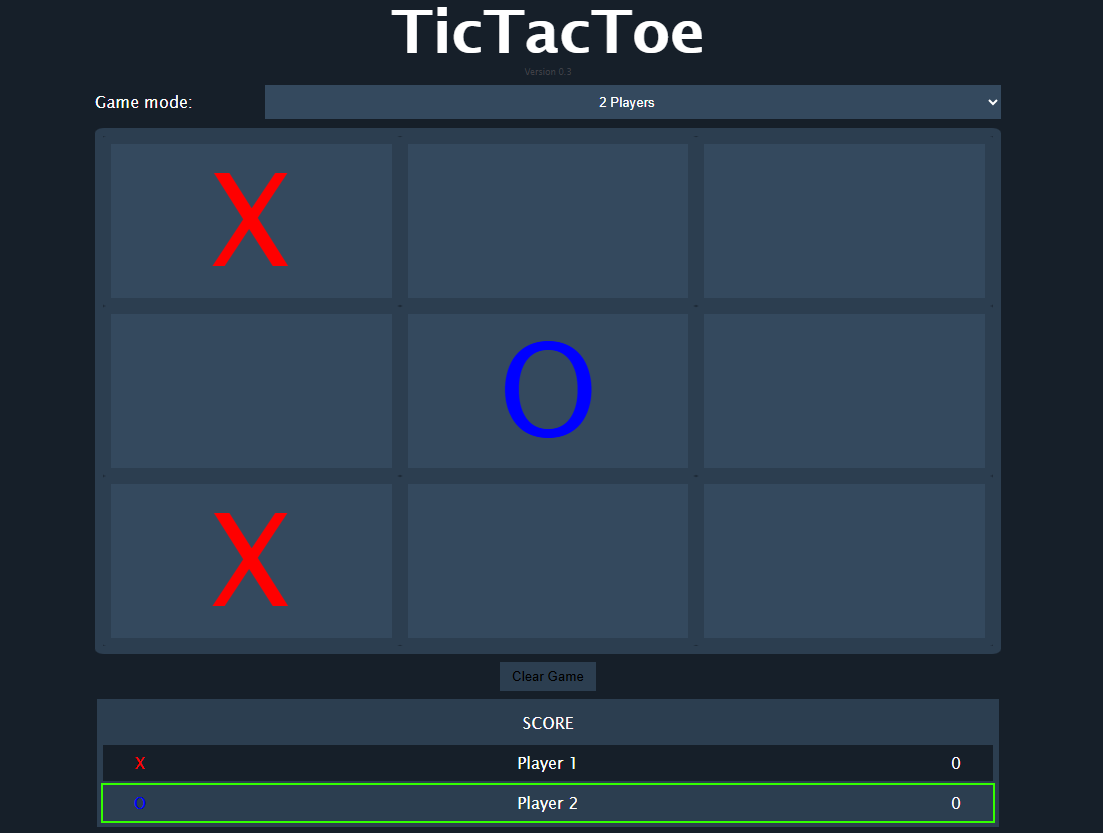 TicTacToe
Version 0.3
Game mode: 2 Players
X
O
X
Clear Game
SCORE
X Player 1 0
O Player 2 0